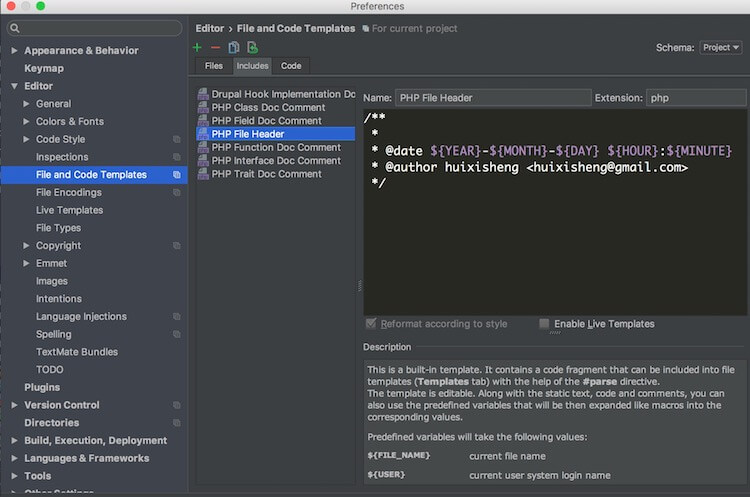 Preferences
Appearance & Behavior
Keymap
Editor
General
Colors & Fonts
Code Style
Inspections
File and Code Templates
File Encodings
Live Templates
File Types
Copyright
Emmet
Images
Intentions
Language Injections
Spelling
TextMate Bundles
TODO
Plugins
Version Control
Directories
Build, Execution, Deployment
Languages & Frameworks
Tools
Other Settings
Editor › File and Code Templates
For current project
Schema: Project
Files Includes Code
Drupal Hook Implementation Do
PHP Class Doc Comment
PHP Field Doc Comment
PHP File Header
PHP Function Doc Comment
PHP Interface Doc Comment
PHP Trait Doc Comment
Name: PHP File Header Extension: php
/**
*
* @date ${YEAR}-${MONTH}-${DAY} ${HOUR}:${MINUTE}
* @author huixisheng <huixisheng@gmail.com>
*/
Reformat according to style Enable Live Templates
Description
This is a built-in template. It contains a code fragment that can be included into file
templates (Templates tab) with the help of the #parse directive.
The template is editable. Along with the static text, code and comments, you can
also use the predefined variables that will be then expanded like macros into the
corresponding values.
Predefined variables will take the following values:
${FILE_NAME} current file name
${USER} current user system login name